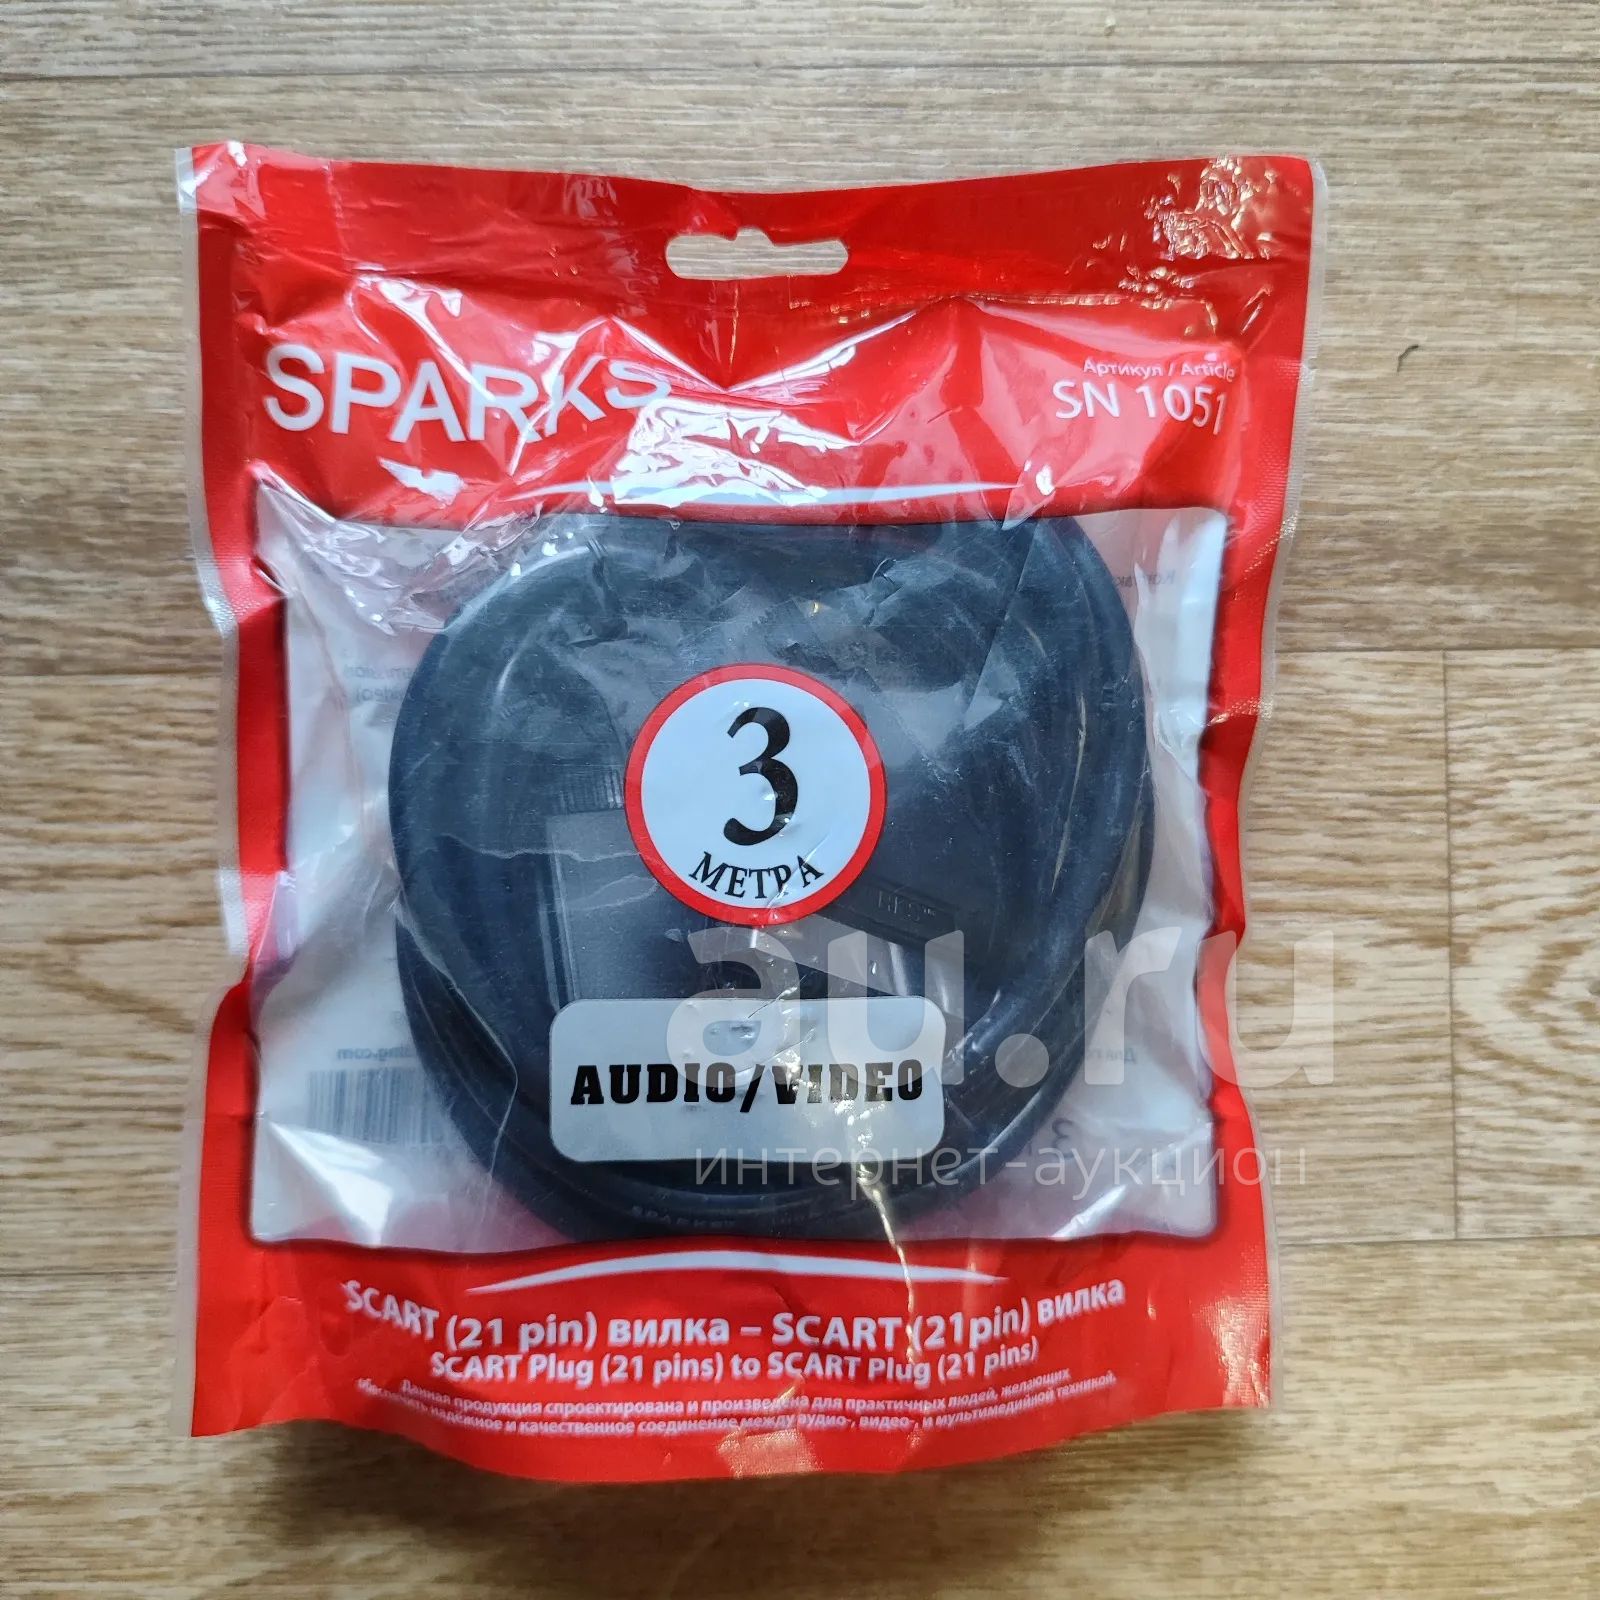 SPARKS
Артикул / Article
SN 1051
3
МЕТРА
AUDIO/VIDEO
au.ru
интернет-аукцион
SPARKS
SCART (21 pin) вилка – SCART (21pin) вилка
SCART Plug (21 pins) to SCART Plug (21 pins)
Данная продукция спроектирована и произведена для практичных людей, желающих
обеспечить надёжное и качественное соединение между аудио-, видео-, и мультимедийной техникой.